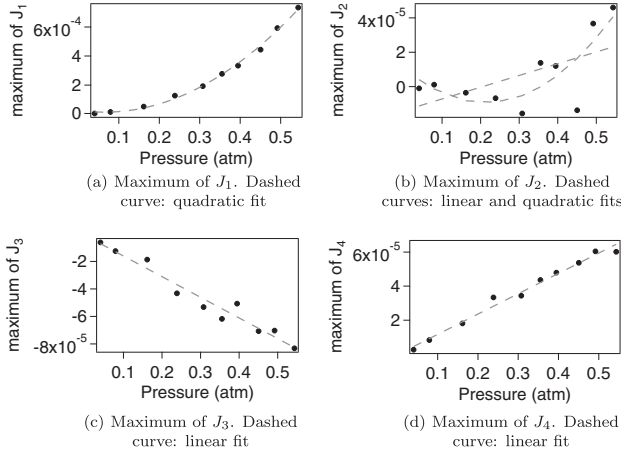 maximum of J1
6x10-4
4
2
0
0.1 0.2 0.3 0.4 0.5
Pressure (atm)
(a) Maximum of J1. Dashed
curve: quadratic fit
maximum of J2
4x10-5
2
0
0.1 0.2 0.3 0.4 0.5
Pressure (atm)
(b) Maximum of J2. Dashed
curves: linear and quadratic fits
maximum of J3
-2
-4
-6
-8x10-5
0.1 0.2 0.3 0.4 0.5
Pressure (atm)
(c) Maximum of J3. Dashed
curve: linear fit
maximum of J4
6x10-5
4
2
0.1 0.2 0.3 0.4 0.5
Pressure (atm)
(d) Maximum of J4. Dashed
curve: linear fit